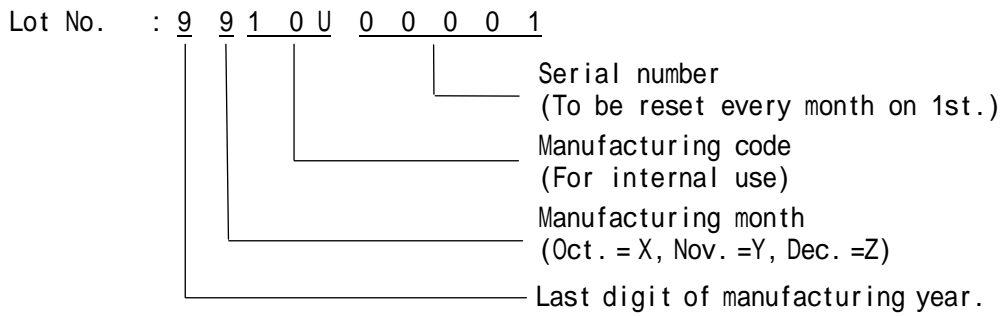 Lot No. : 9 9 1 0 U 0 0 0 0 1
Serial number
(To be reset every month on 1st.)
Manufacturing code
(For internal use)
Manufacturing month
(Oct. = X, Nov. =Y, Dec. =Z)
Last digit of manufacturing year.